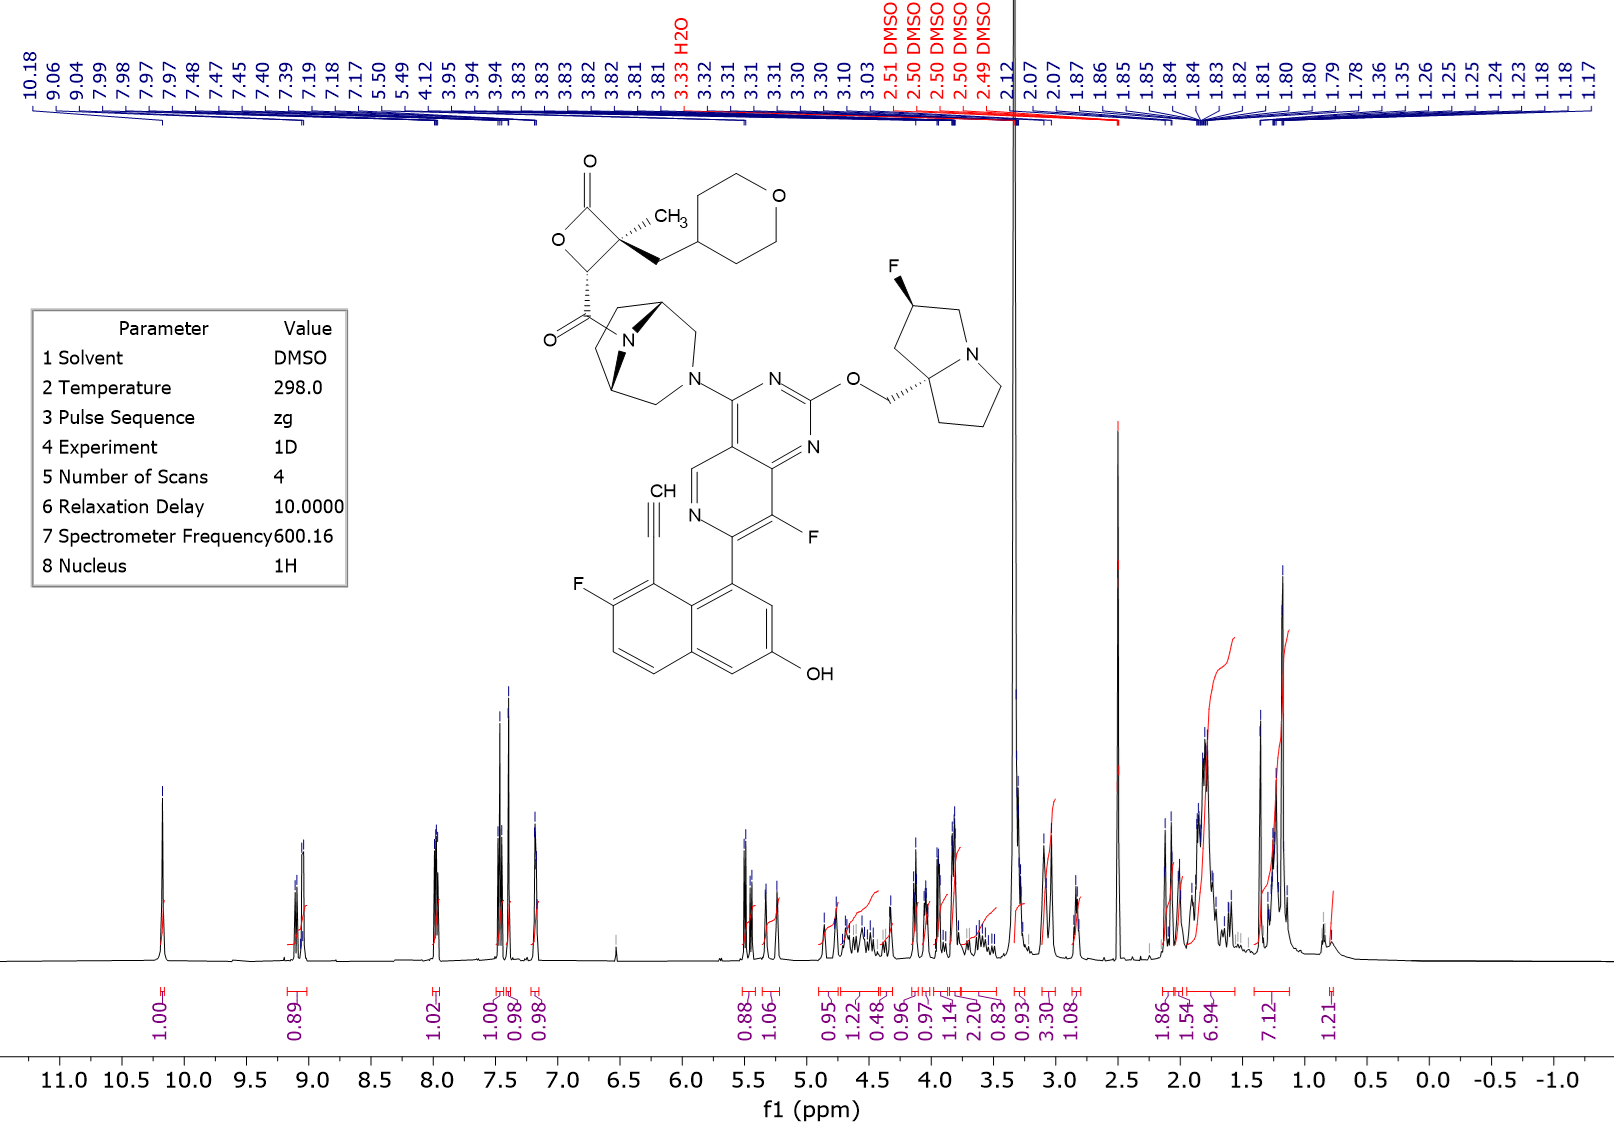 10.18
9.06
9.04
7.99
7.98
7.97
7.97
7.48
7.47
7.45
7.40
7.39
7.19
7.18
7.17
5.50
5.49
4.12
3.95
3.94
3.94
3.83
3.83
3.83
3.82
3.82
3.81
3.81
3.33 H2O
3.32
3.31
3.31
3.31
3.30
3.30
3.10
3.03
2.51 DMSO
2.50 DMSO
2.50 DMSO
2.50 DMSO
2.49 DMSO
2.12
2.07
2.07
1.87
1.86
1.85
1.85
1.84
1.84
1.83
1.82
1.81
1.80
1.80
1.79
1.78
1.36
1.35
1.26
1.25
1.25
1.24
1.23
1.18
1.18
1.17
O
CH3
O
O
O
N
N
N
O
N
N
F
N
F
CH
F
OH
Parameter Value
1 Solvent DMSO
2 Temperature 298.0
3 Pulse Sequence zg
4 Experiment 1D
5 Number of Scans 4
6 Relaxation Delay 10.0000
7 Spectrometer Frequency 600.16
8 Nucleus 1H
1.00
0.89
1.02
1.00
0.98
0.98
0.88
1.06
0.95
1.22
0.48
0.96
0.97
1.14
2.20
0.83
0.93
3.30
1.08
1.86
1.54
6.94
7.12
1.21
11.0 10.5 10.0 9.5 9.0 8.5 8.0 7.5 7.0 6.5 6.0 5.5 5.0 4.5 4.0 3.5 3.0 2.5 2.0 1.5 1.0 0.5 0.0 -0.5 -1.0
f1 (ppm)